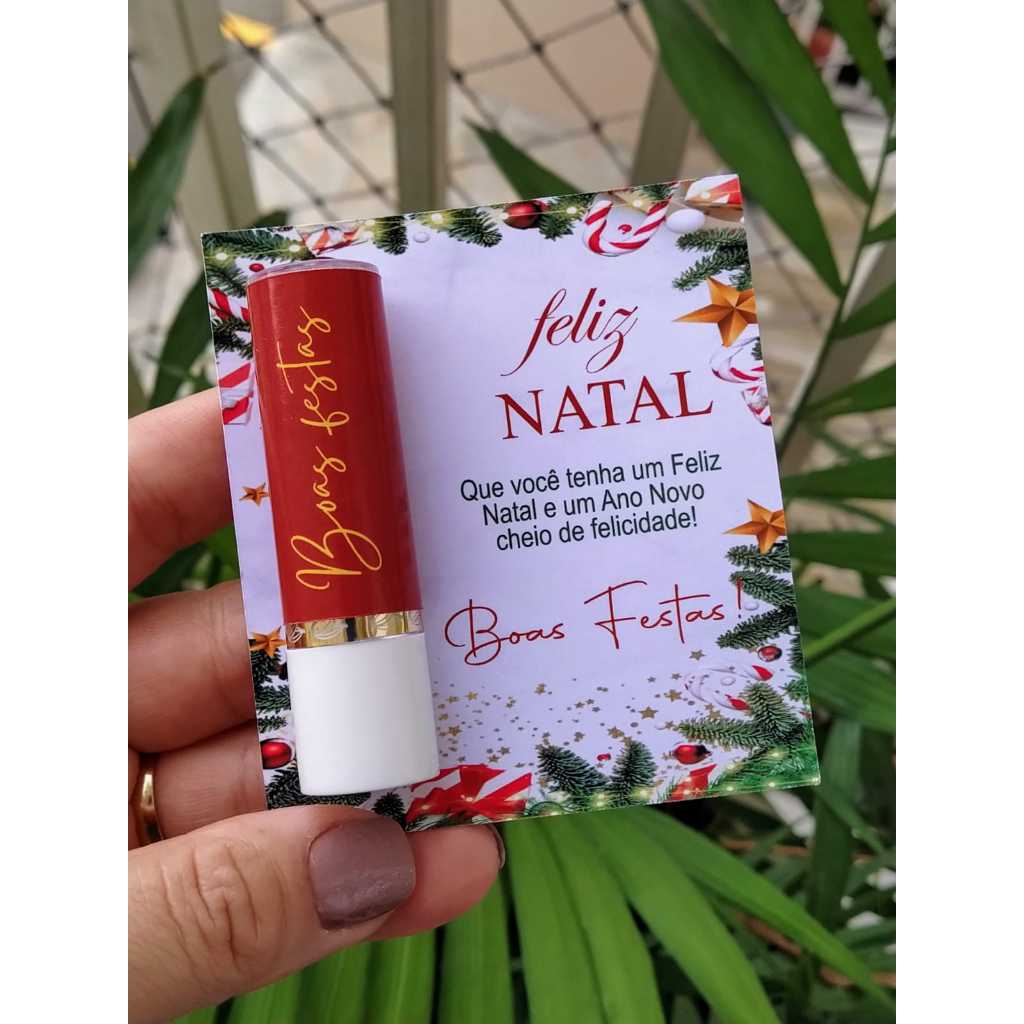 Boas festas
feliz
NATAL
Que você tenha um Feliz
Natal e um Ano Novo
cheio de felicidade!
Boas Festas!